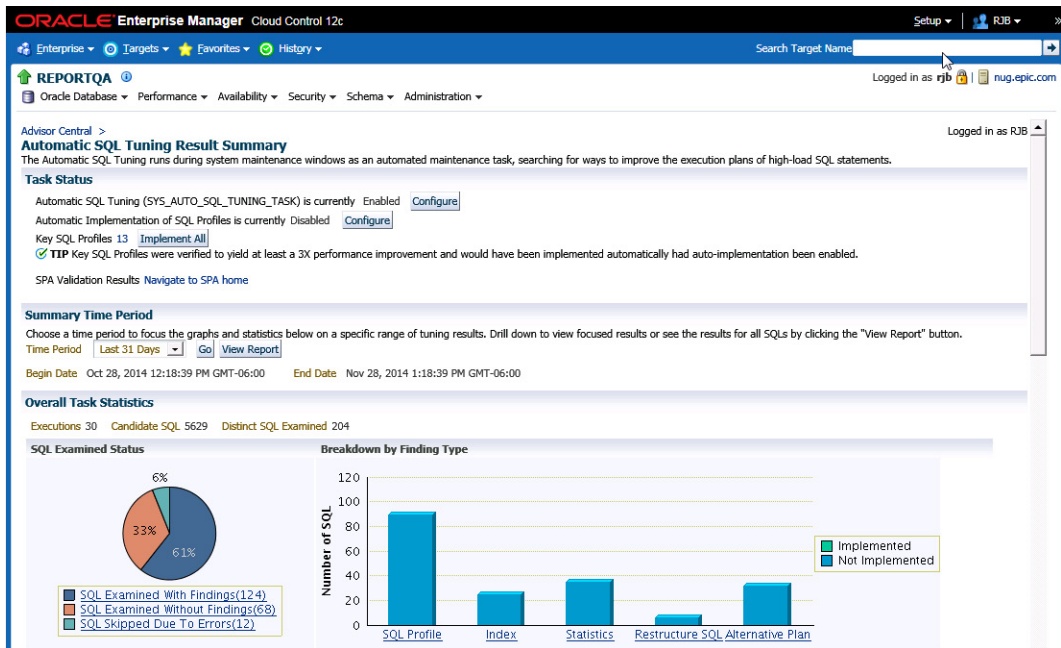 ORACLE Enterprise Manager Cloud Control 12c
Setup
RJB
»
Enterprise Targets Favorites History
Search Target Name
REPORTQA
Logged in as rjb
nug.epic.com
Oracle Database Performance Availability Security Schema Administration
Advisor Central >
Logged in as RJB
Automatic SQL Tuning Result Summary
The Automatic SQL Tuning runs during system maintenance windows as an automated maintenance task, searching for ways to improve the execution plans of high-load SQL statements.
Task Status
Automatic SQL Tuning (SYS_AUTO_SQL_TUNING_TASK) is currently Enabled Configure
Automatic Implementation of SQL Profiles is currently Disabled Configure
Key SQL Profiles 13 Implement All
TIP Key SQL Profiles were verified to yield at least a 3X performance improvement and would have been implemented automatically had auto-implementation been enabled.
SPA Validation Results Navigate to SPA home
Summary Time Period
Choose a time period to focus the graphs and statistics below on a specific range of tuning results. Drill down to view focused results or see the results for all SQLs by clicking the "View Report" button.
Time Period Last 31 Days Go View Report
Begin Date Oct 28, 2014 12:18:39 PM GMT-06:00 End Date Nov 28, 2014 1:18:39 PM GMT-06:00
Overall Task Statistics
Executions 30 Candidate SQL 5629 Distinct SQL Examined 204
SQL Examined Status
6%
33%
61%
SQL Examined With Findings(124)
SQL Examined Without Findings(68)
SQL Skipped Due To Errors(12)
Breakdown by Finding Type
Number of SQL
120
100
80
60
40
20
0
SQL Profile Index Statistics Restructure SQL Alternative Plan
Implemented
Not Implemented